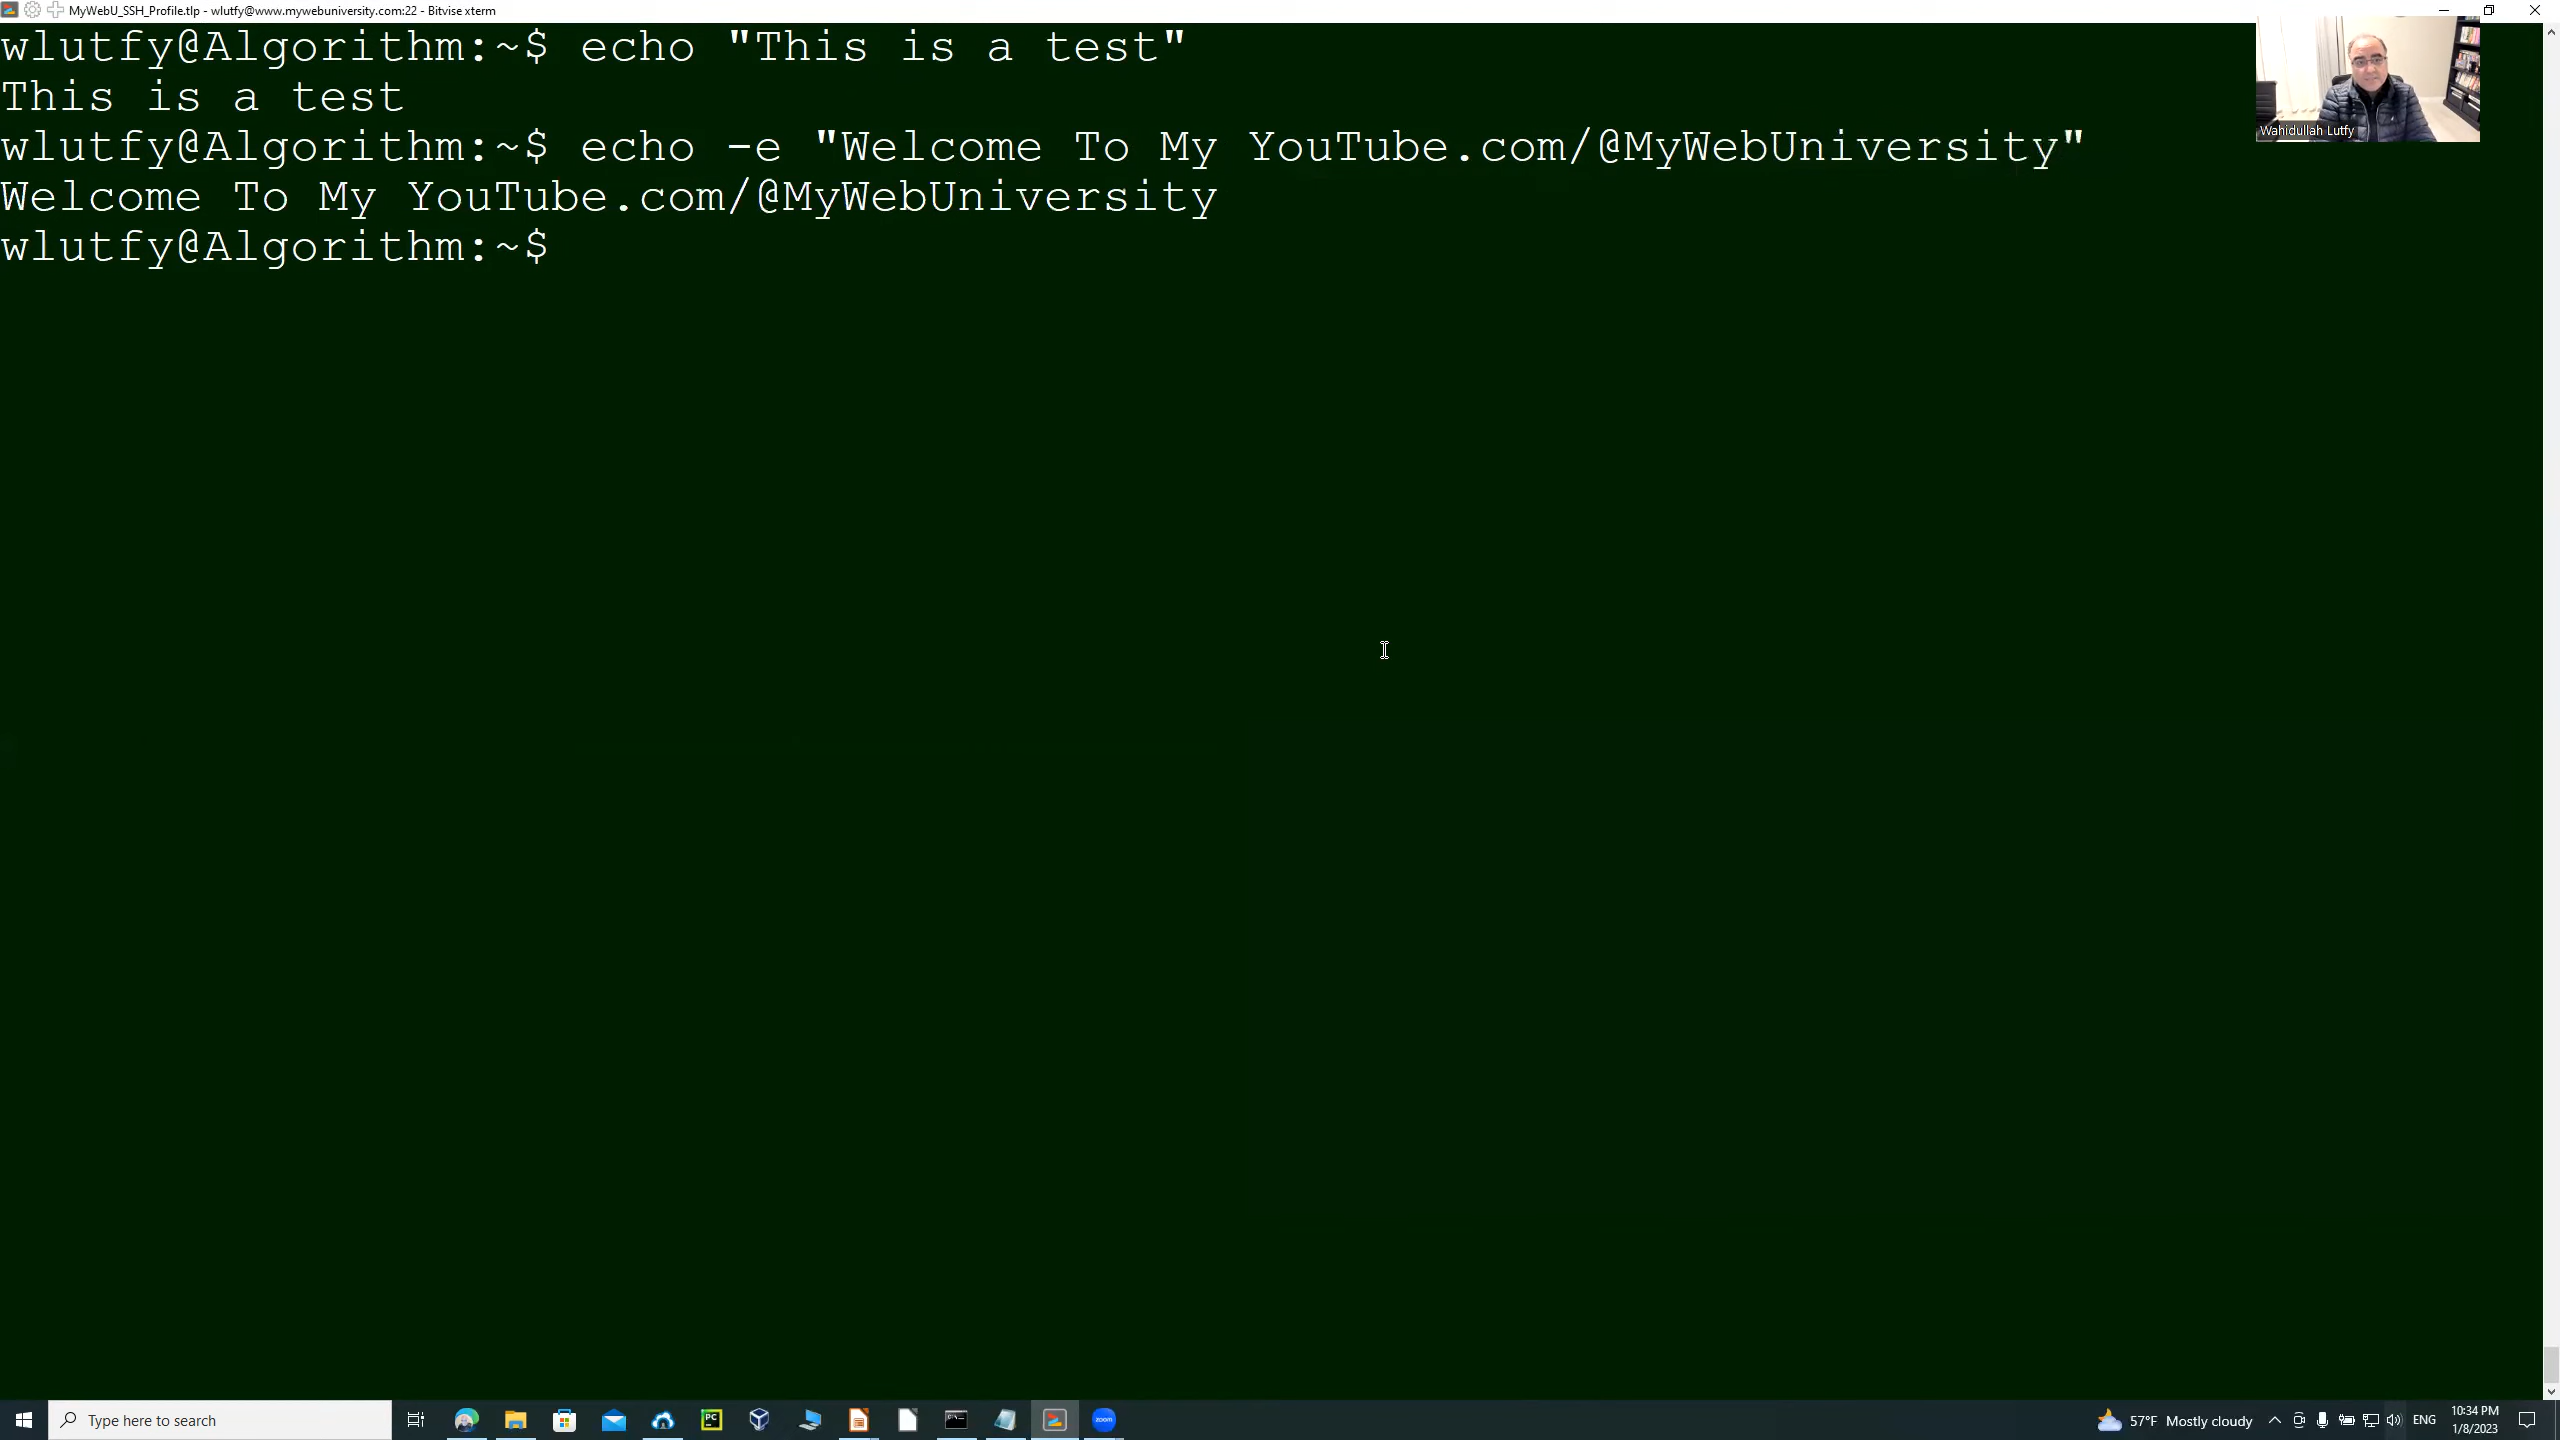 MyWebU_SSH_Profile.tlp - wlutfy@www.mywebuniversity.com:22 - Bitvise xterm
wlutfy@Algorithm:~$ echo "This is a test"
This is a test
wlutfy@Algorithm:~$ echo -e "Welcome To My YouTube.com/@MyWebUniversity"
Welcome To My YouTube.com/@MyWebUniversity
wlutfy@Algorithm:~$
Wahidullah Lutfy
Type here to search
PC
zoom
57°F Mostly cloudy
ENG
10:34 PM
1/8/2023